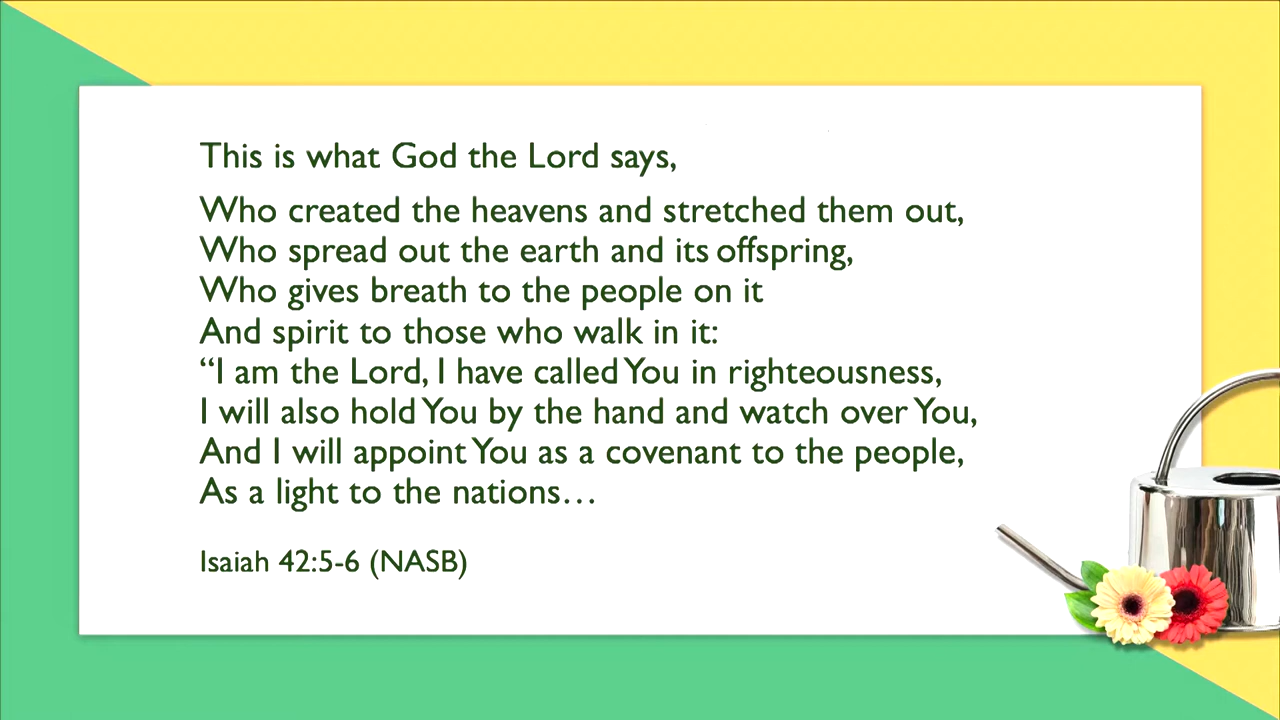 This is what God the Lord says,
Who created the heavens and stretched them out,
Who spread out the earth and its offspring,
Who gives breath to the people on it
And spirit to those who walk in it:
“I am the Lord, I have called You in righteousness,
I will also hold You by the hand and watch over You,
And I will appoint You as a covenant to the people,
As a light to the nations…
Isaiah 42:5-6 (NASB)